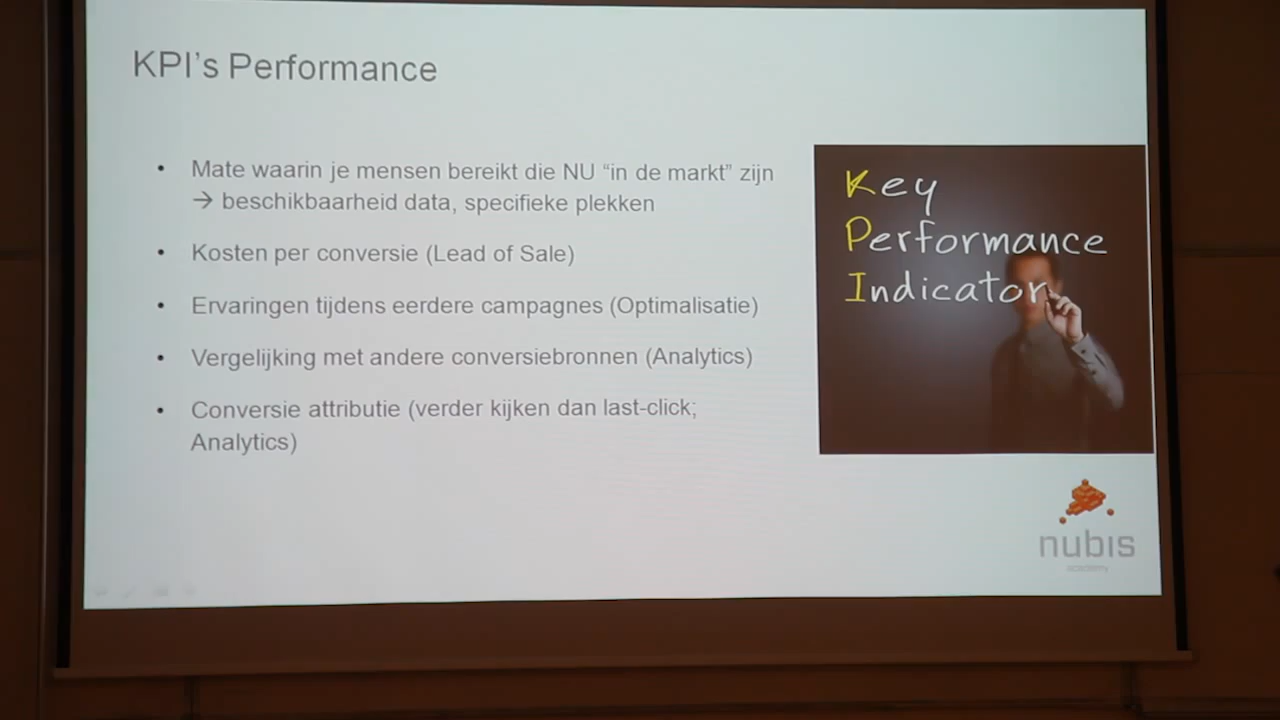 KPI's Performance
• Mate waarin je mensen bereikt die NU “in de markt” zijn
→ beschikbaarheid data, specifieke plekken
• Kosten per conversie (Lead of Sale)
• Ervaringen tijdens eerdere campagnes (Optimalisatie)
• Vergelijking met andere conversiebronnen (Analytics)
• Conversie attributie (verder kijken dan last-click;
Analytics)
Key
Performance
Indicator
nubis
academy